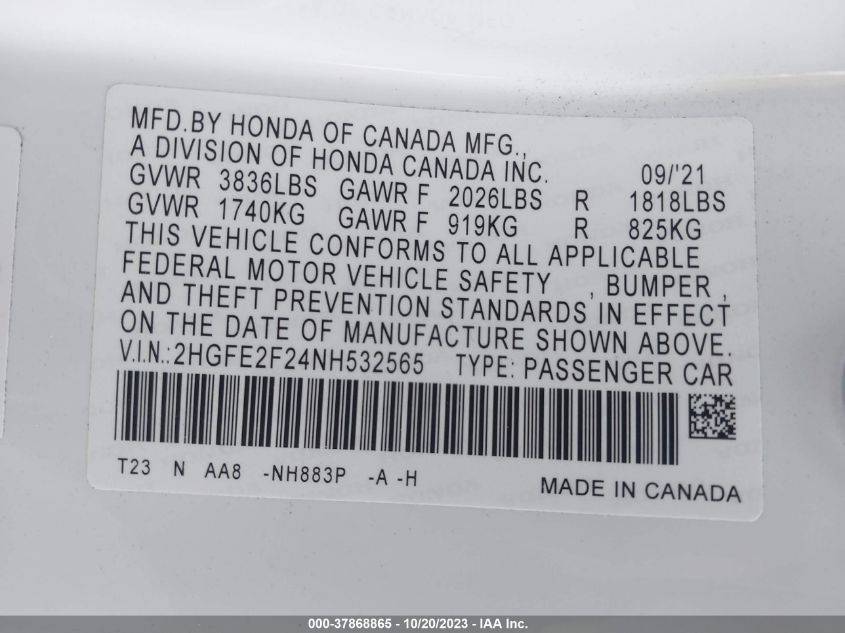 MFD.BY HONDA OF CANADA MFG.,
A DIVISION OF HONDA CANADA INC. 09/'21
GVWR 3836LBS GAWR F 2026LBS R 1818LBS
GVWR 1740KG GAWR F 919KG R 825KG
THIS VEHICLE CONFORMS TO ALL APPLICABLE
FEDERAL MOTOR VEHICLE SAFETY , BUMPER ,
AND THEFT PREVENTION STANDARDS IN EFFECT
ON THE DATE OF MANUFACTURE SHOWN ABOVE.
V.I.N.:2HGFE2F24NH532565 TYPE: PASSENGER CAR
T23 N AA8 -NH883P -A -H MADE IN CANADA
000-37868865 - 10/20/2023 - IAA Inc.